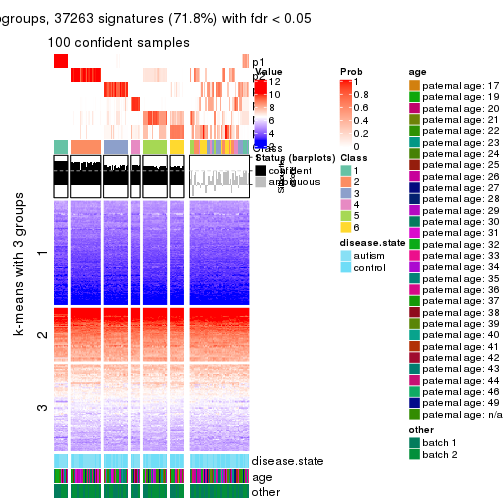 ogroups, 37263 signatures (71.8%) with fdr < 0.05
100 confident samples
p1
Class
k-means with 3 groups
1
2
3
disease.state
age
other
Value
12
10
8
6
4
2
Status (barplots)
confident
ambiguous
Prob
1
0.8
0.6
0.4
0.2
0
Class
1
2
3
4
5
6
disease.state
autism
control
age
paternal age: 17
paternal age: 19
paternal age: 20
paternal age: 21
paternal age: 22
paternal age: 23
paternal age: 24
paternal age: 25
paternal age: 26
paternal age: 27
paternal age: 28
paternal age: 29
paternal age: 30
paternal age: 31
paternal age: 32
paternal age: 33
paternal age: 34
paternal age: 35
paternal age: 36
paternal age: 37
paternal age: 38
paternal age: 39
paternal age: 40
paternal age: 41
paternal age: 42
paternal age: 43
paternal age: 44
paternal age: 46
paternal age: 49
paternal age: n/a
other
batch 1
batch 2